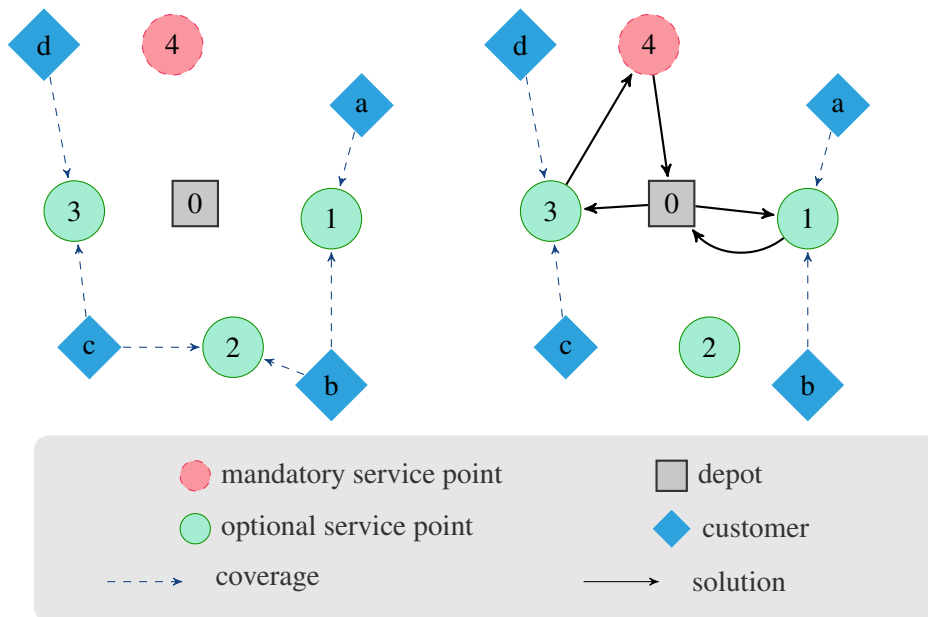 d
4
a
3
0
1
c
2
b
d
4
a
3
0
1
c
2
b
mandatory service point
depot
optional service point
customer
coverage
solution